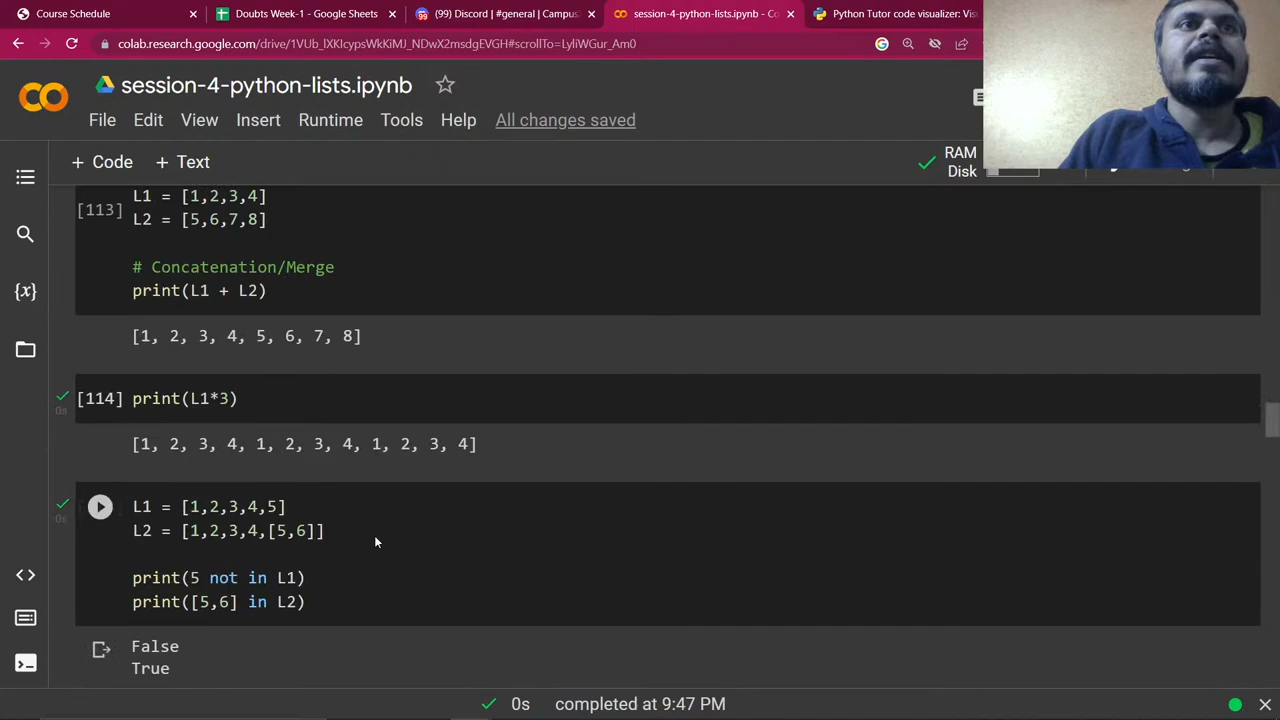 Course Schedule
Doubts Week-1 - Google Sheets
(99) Discord | #general | Campus
session-4-python-lists.ipynb - Co
Python Tutor code visualizer: Vis
colab.research.google.com/drive/1VUb_lXKIcypsWkKiMJ_NDwX2msdgEVGH#scrollTo=LyliWGur_Am0
session-4-python-lists.ipynb
File Edit View Insert Runtime Tools Help All changes saved
+ Code + Text
RAM
Disk
L1 = [1,2,3,4]
[113]
L2 = [5,6,7,8]
# Concatenation/Merge
print(L1 + L2)
[1, 2, 3, 4, 5, 6, 7, 8]
[114] print(L1*3)
0s
[1, 2, 3, 4, 1, 2, 3, 4, 1, 2, 3, 4]
L1 = [1,2,3,4,5]
0s
L2 = [1,2,3,4,[5,6]]
print(5 not in L1)
print([5,6] in L2)
False
True
0s completed at 9:47 PM